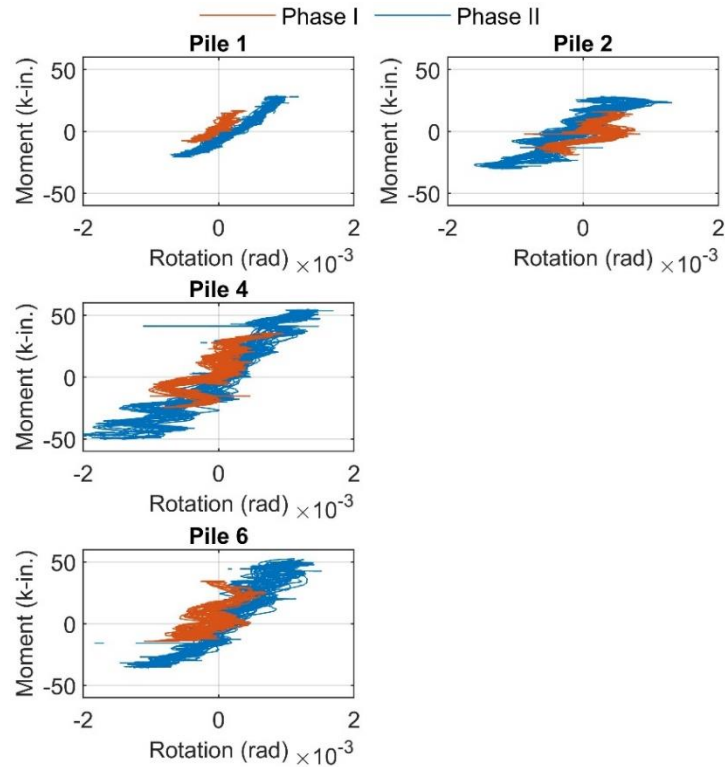 Phase I Phase II
Pile 1
Pile 2
50
0
-50
Moment (k-in.)
-2 0 2
Rotation (rad) ×10⁻³
50
0
-50
Moment (k-in.)
-2 0 2
Rotation (rad) ×10⁻³
Pile 4
50
0
-50
Moment (k-in.)
-2 0 2
Rotation (rad) ×10⁻³
Pile 6
50
0
-50
Moment (k-in.)
-2 0 2
Rotation (rad) ×10⁻³